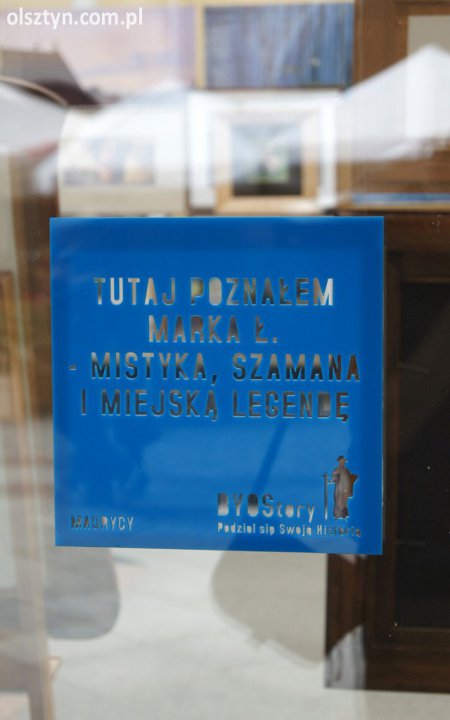 olsztyn.com.pl
TUTAJ POZNAŁEM
MARKA Ł.
- MISTYKA, SZAMANA
I MIEJSKĄ LEGENDĘ
BYOStory
MAURYCY
Podziel się Swoją Historią